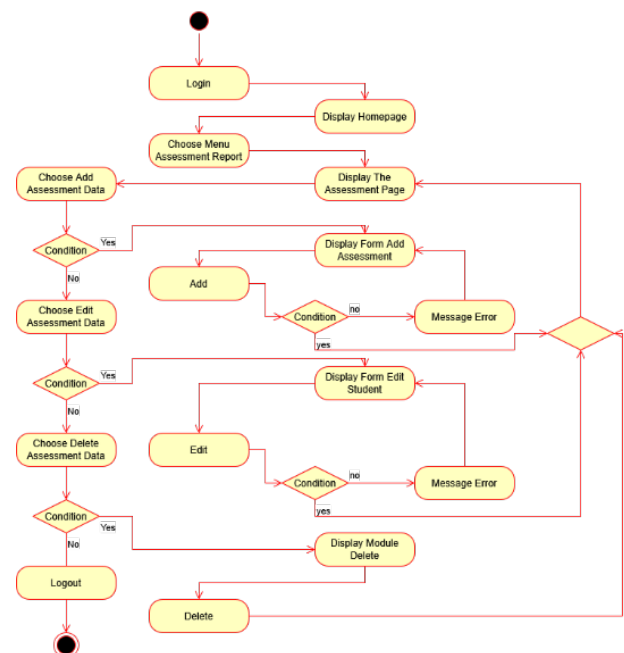 Login
Display Homepage
Choose Menu
Assessment Report
Choose Add
Assessment Data
Display The
Assessment Page
Condition
Yes
No
Display Form Add
Assessment
Add
Choose Edit
Assessment Data
Condition
no
yes
Message Error
Condition
Yes
No
Display Form Edit
Student
Edit
Choose Delete
Assessment Data
Condition
no
yes
Message Error
Condition
Yes
No
Display Module
Delete
Logout
Delete